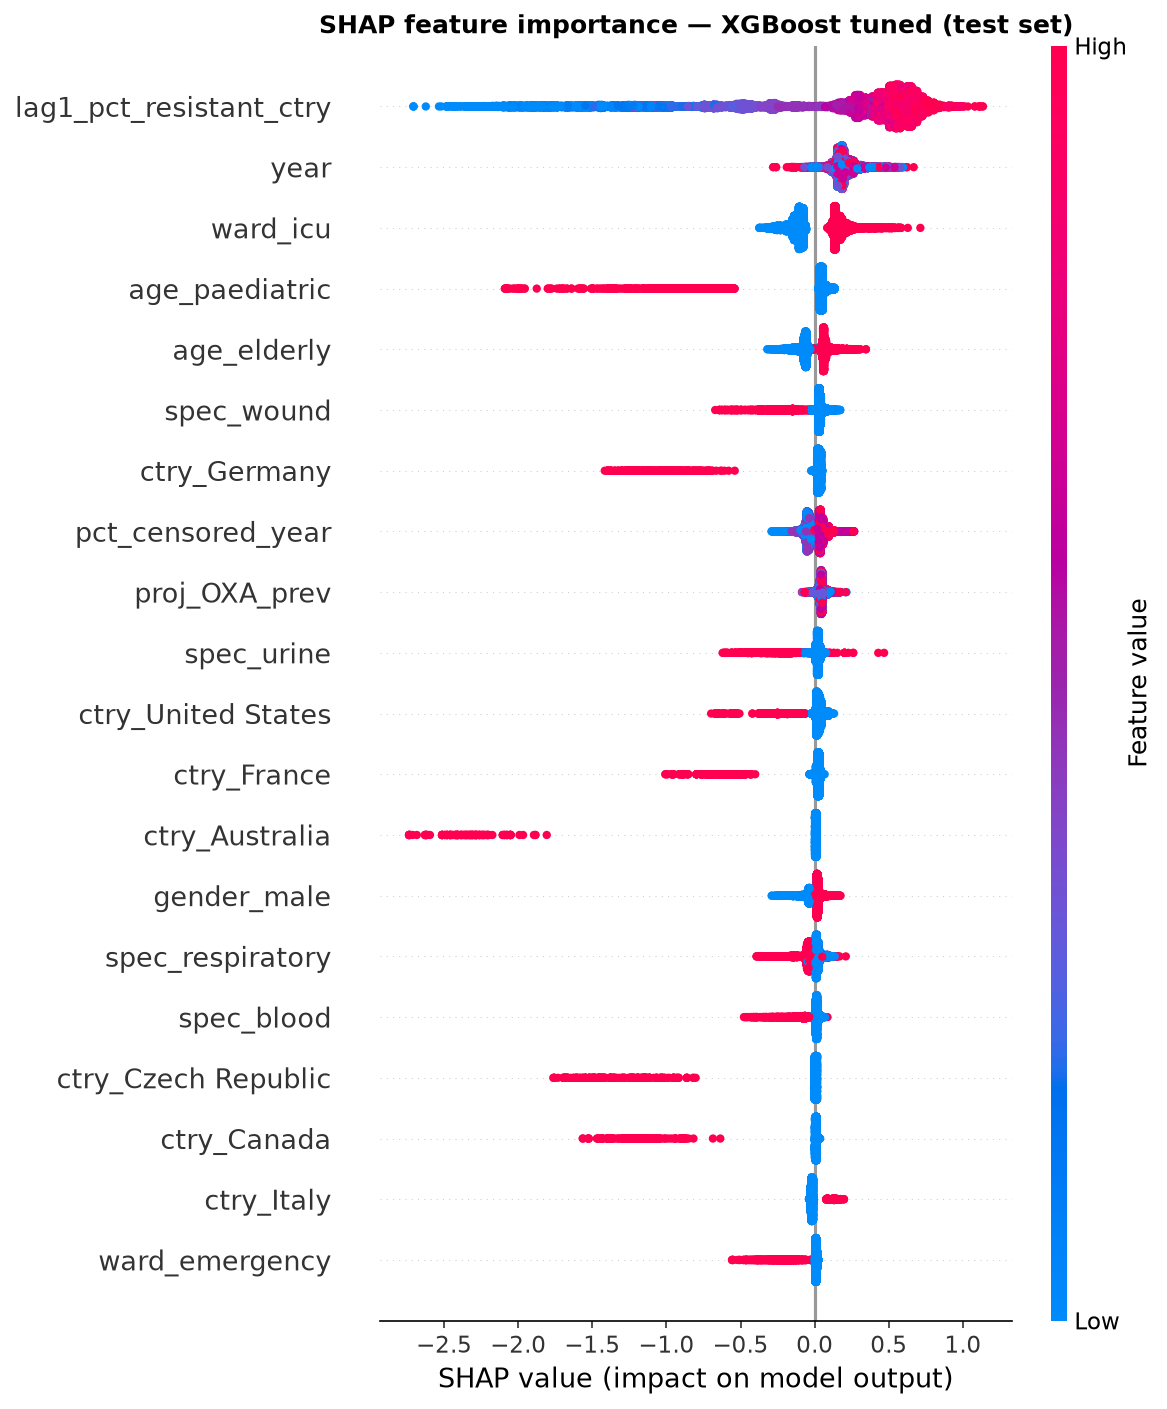 SHAP feature importance — XGBoost tuned (test set)
High
lag1_pct_resistant_ctry
year
ward_icu
age_paediatric
age_elderly
spec_wound
ctry_Germany
pct_censored_year
proj_OXA_prev
spec_urine
ctry_United States
ctry_France
ctry_Australia
gender_male
spec_respiratory
spec_blood
ctry_Czech Republic
ctry_Canada
ctry_Italy
ward_emergency
Feature value
Low
−2.5 −2.0 −1.5 −1.0 −0.5 0.0 0.5 1.0
SHAP value (impact on model output)